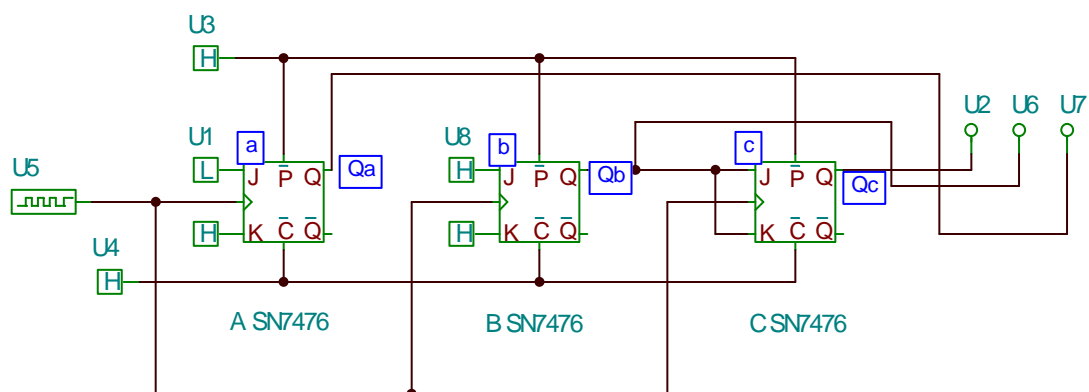 U3
H
U2 U6 U7
U1 a U8 b c
U5
L J P Q Qa H J P Q Qb J P Q Qc
H K C Q H K C Q K C Q
U4
H
A SN7476 B SN7476 C SN7476